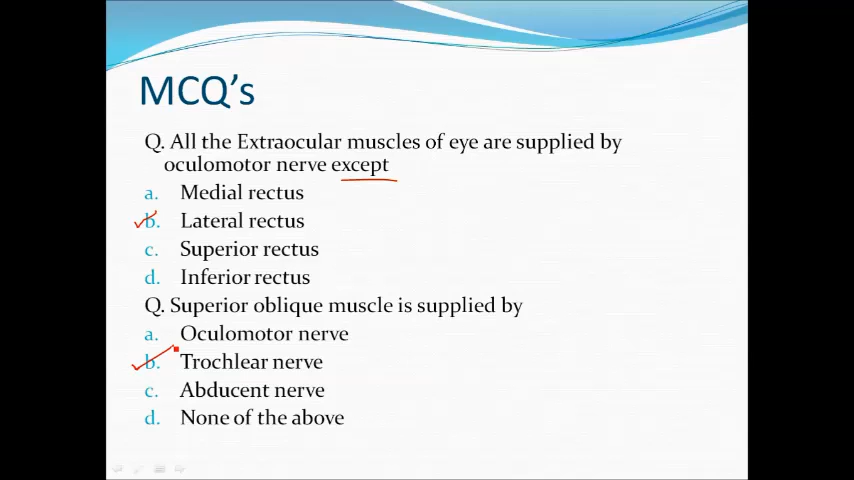 MCQ's
Q. All the Extraocular muscles of eye are supplied by
oculomotor nerve except
a. Medial rectus
b. Lateral rectus
c. Superior rectus
d. Inferior rectus
Q. Superior oblique muscle is supplied by
a. Oculomotor nerve
b. Trochlear nerve
c. Abducent nerve
d. None of the above